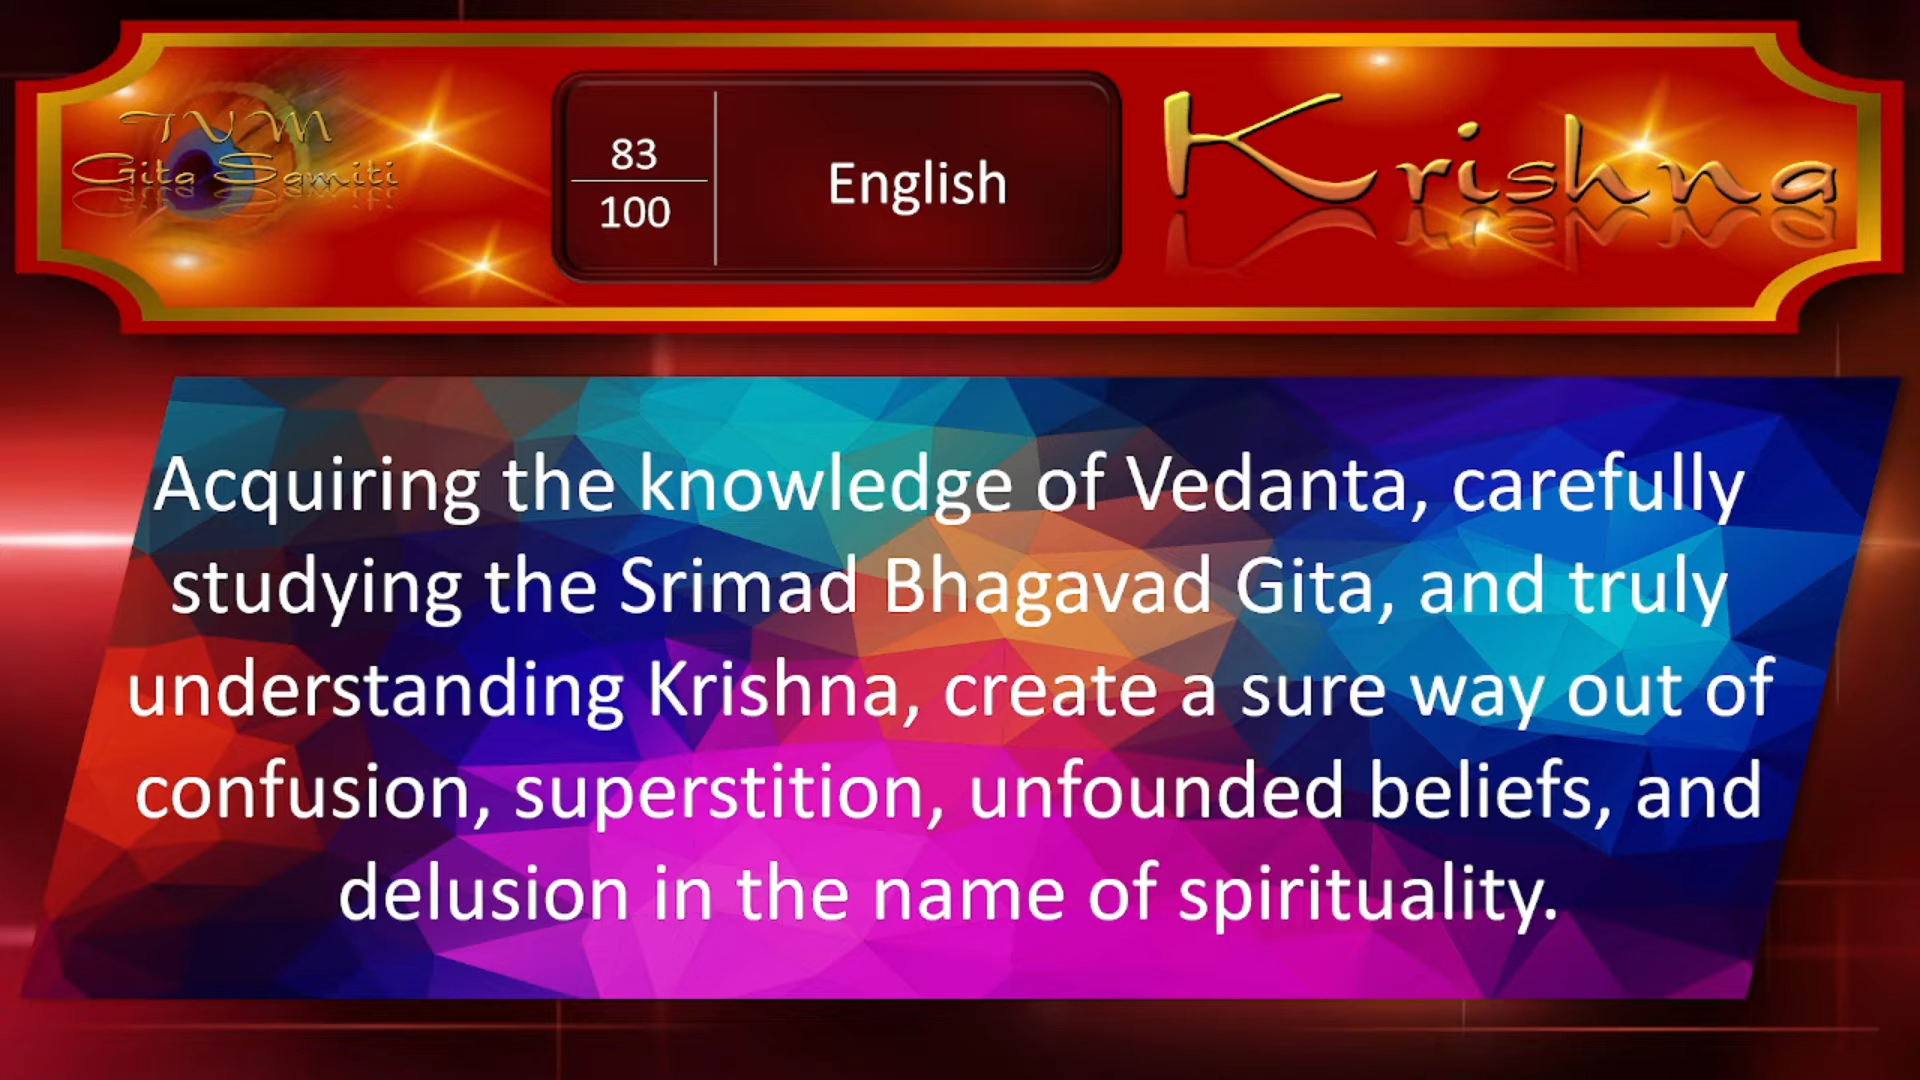 TVM
Gita Samiti
83
100
English
Krishna
Acquiring the knowledge of Vedanta, carefully
studying the Srimad Bhagavad Gita, and truly
understanding Krishna, create a sure way out of
confusion, superstition, unfounded beliefs, and
delusion in the name of spirituality.